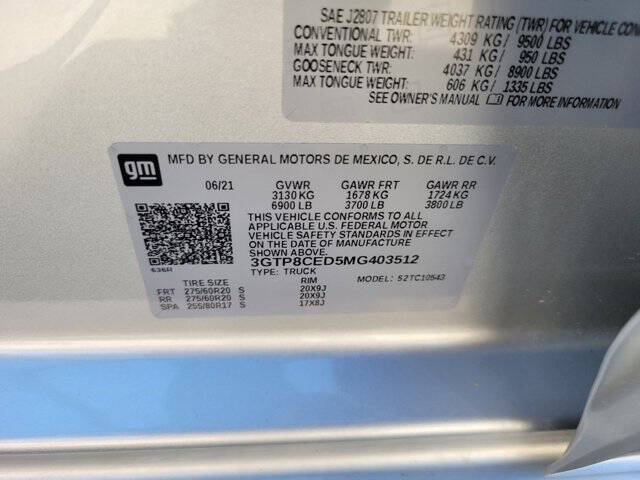 SAE J2807 TRAILER WEIGHT RATING (TWR) FOR VEHICLE CON
CONVENTIONAL TWR: 4309 KG/ 9500 LBS
MAX TONGUE WEIGHT: 431 KG/ 950 LBS
GOOSENECK TWR: 4037 KG/ 8900 LBS
MAX TONGUE WEIGHT: 606 KG/ 1335 LBS
SEE OWNER'S MANUAL FOR MORE INFORMATION
gm MFD BY GENERAL MOTORS DE MEXICO, S. DE R.L. DE C.V.
06/21 GVWR GAWR FRT GAWR RR
3130 KG 1678 KG 1724 KG
6900 LB 3700 LB 3800 LB
THIS VEHICLE CONFORMS TO ALL
APPLICABLE U.S. FEDERAL MOTOR
VEHICLE SAFETY STANDARDS IN EFFECT
ON THE DATE OF MANUFACTURE SHOWN ABOVE.
3GTP8CED5MG403512
636R TYPE: TRUCK MODEL: 52TC10543
TIRE SIZE RIM
FRT 275/60R20 S 20X9J
RR 275/60R20 S 20X9J
SPA 255/80R17 S 17X8J